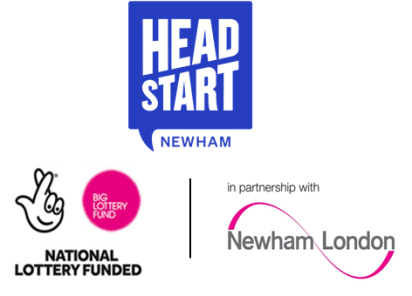 HEAD
START
NEWHAM
BIG
LOTTERY
FUND
NATIONAL
LOTTERY FUNDED
in partnership with
Newham London